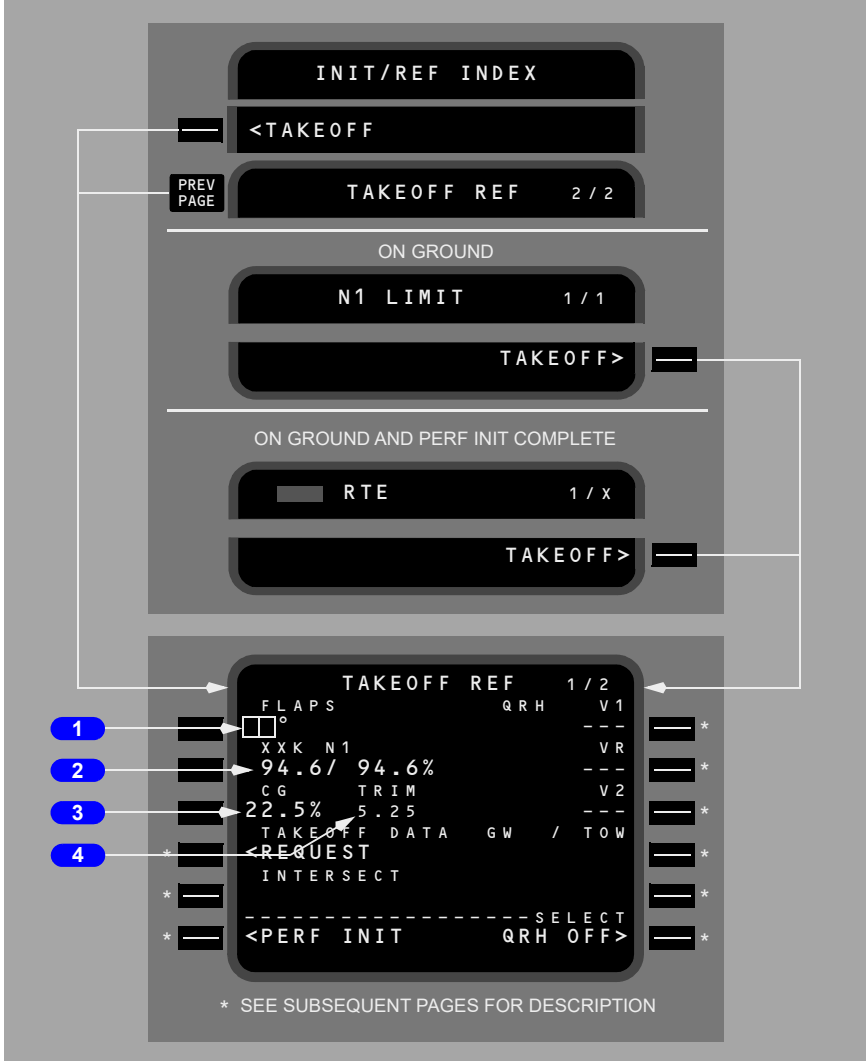 INIT/REF INDEX
<TAKEOFF
PREV
PAGE
TAKEOFF REF 2/2
ON GROUND
N1 LIMIT 1/1
TAKEOFF>
ON GROUND AND PERF INIT COMPLETE
RTE 1/X
TAKEOFF>
TAKEOFF REF 1/2
FLAPS QRH V1
1 ° --- *
XXK N1 VR
2 94.6/ 94.6% --- *
CG TRIM V2
3 22.5% 5.25 --- *
TAKEOFF DATA GW / TOW
4 * <REQUEST *
INTERSECT
* *
------------------SELECT
* <PERF INIT QRH OFF> *
* SEE SUBSEQUENT PAGES FOR DESCRIPTION